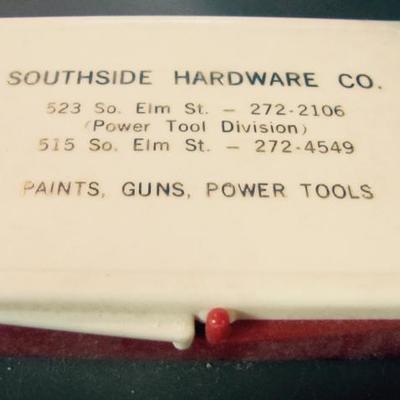 SOUTHSIDE HARDWARE CO.
523 So. Elm St. – 272-2106
(Power Tool Division)
515 So. Elm St. – 272-4549
PAINTS, GUNS, POWER TOOLS